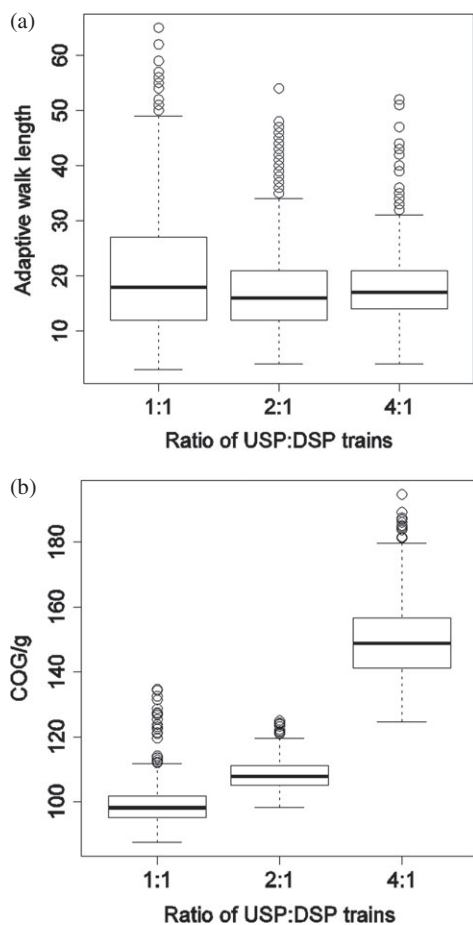 (a)
Adaptive walk length
60
50
40
30
20
10
1:1 2:1 4:1
Ratio of USP:DSP trains
(b)
COG/g
180
160
140
120
100
1:1 2:1 4:1
Ratio of USP:DSP trains